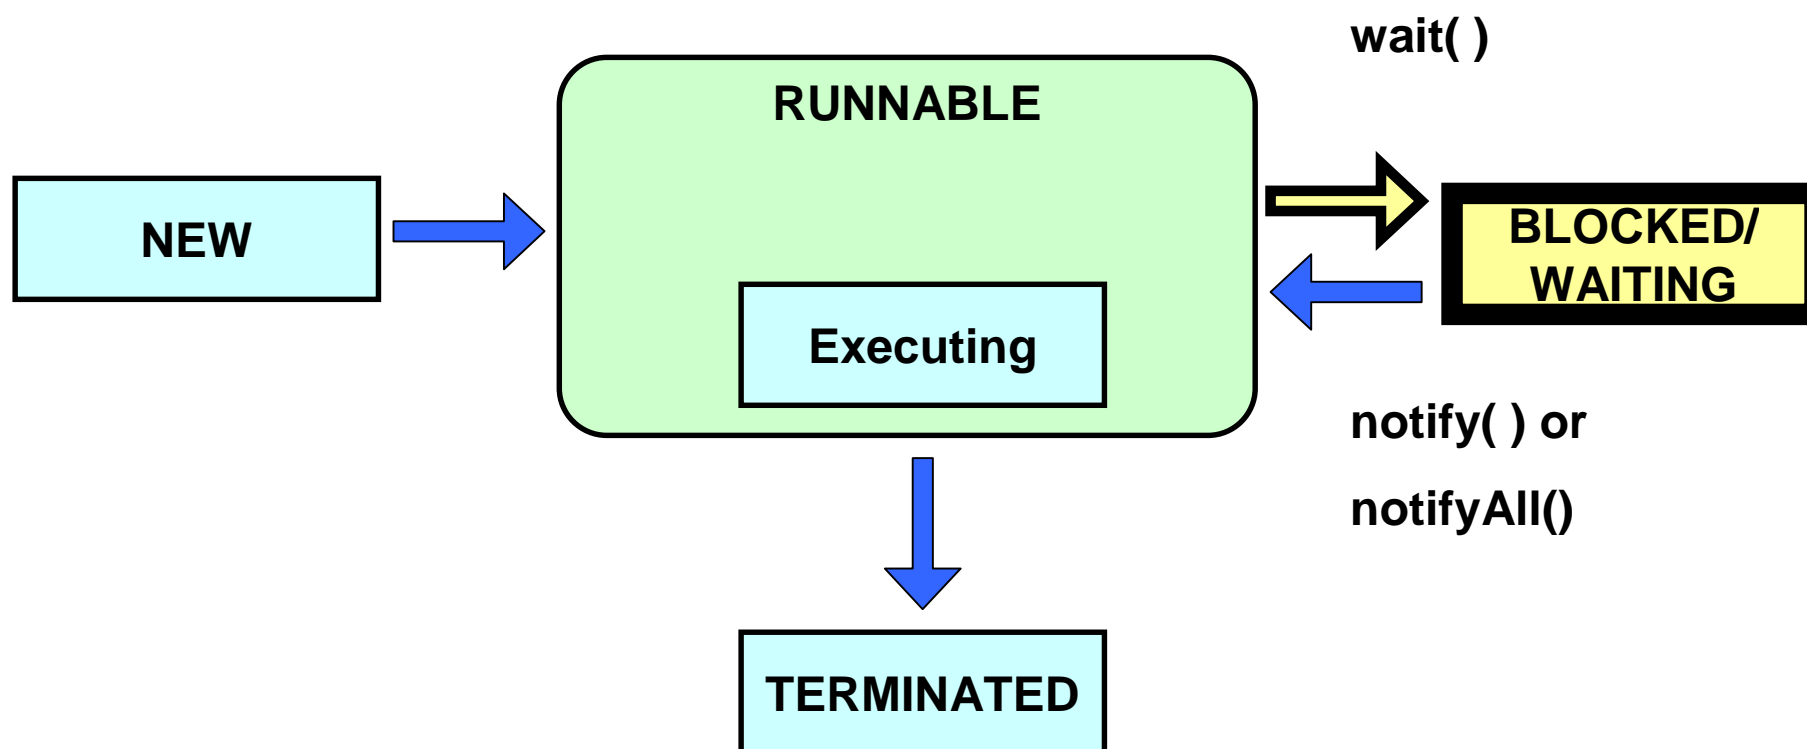 wait( )
RUNNABLE
NEW
BLOCKED/
WAITING
Executing
notify( ) or
notifyAll()
TERMINATED